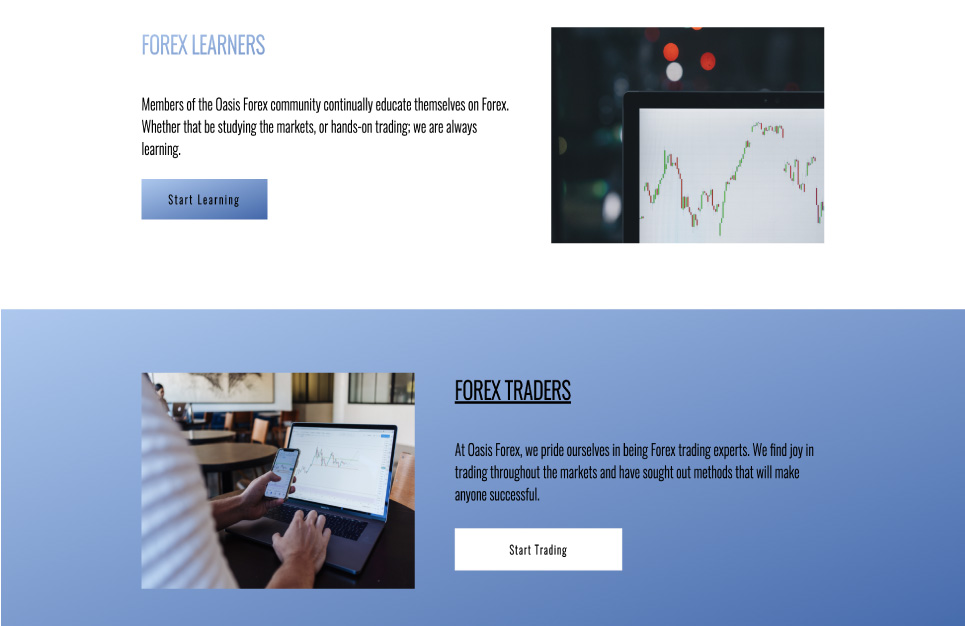 FOREX LEARNERS
Members of the Oasis Forex community continually educate themselves on Forex.
Whether that be studying the markets, or hands-on trading; we are always
learning.
Start Learning
FOREX TRADERS
At Oasis Forex, we pride ourselves in being Forex trading experts. We find joy in
trading throughout the markets and have sought out methods that will make
anyone successful.
Start Trading